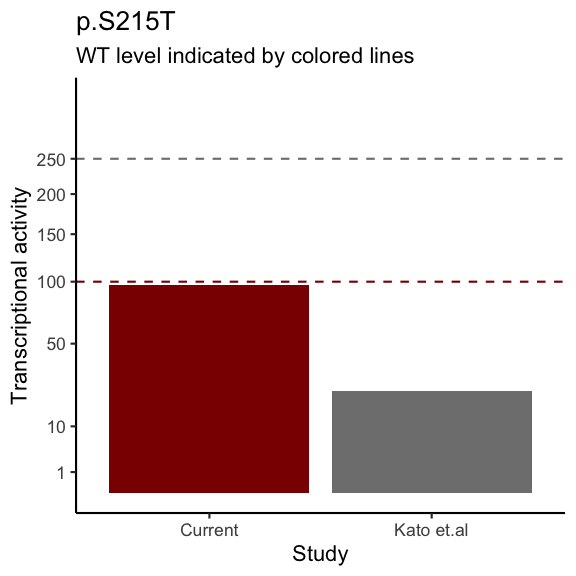 p.S215T
WT level indicated by colored lines
Transcriptional activity
250
200
150
100
50
10
1
Current
Kato et.al
Study